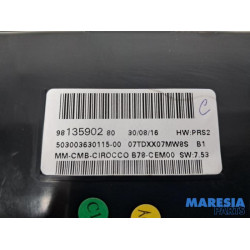 C
98 135902 80 30/08/16 HW:PRS2
503003630115-00 07TDXX07MW8S B1
MM-CMB-CIROCCO B78-CEM00 SW:7.53
MARESIA
PARTS